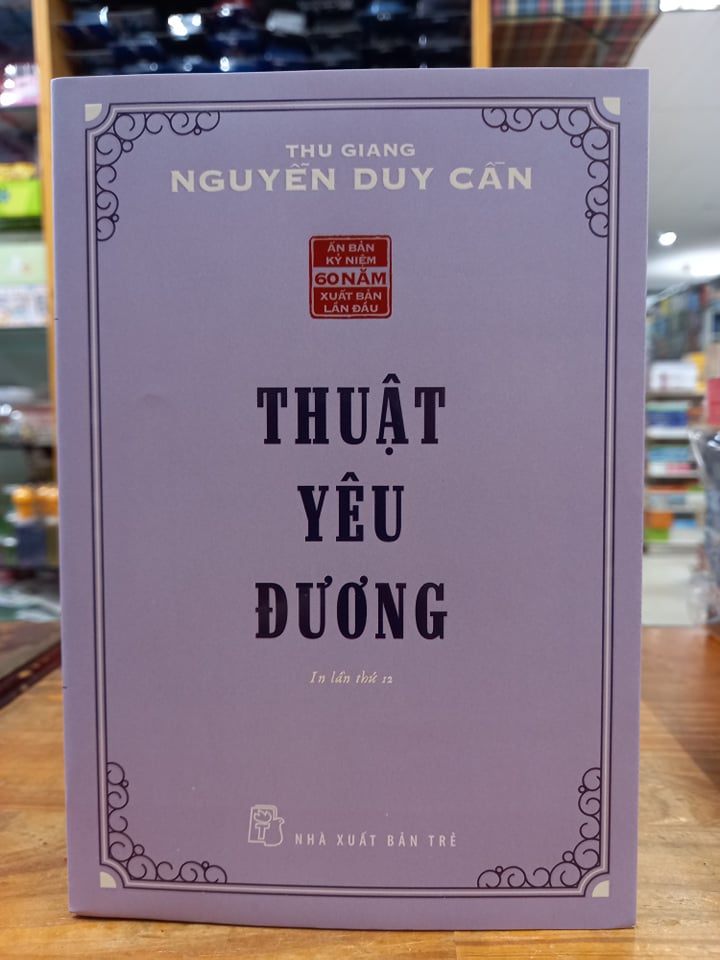 THU GIANG
NGUYỄN DUY CẦN
ẤN BẢN
KỶ NIỆM
60 NĂM
XUẤT BẢN
LẦN ĐẦU
THUẬT
YÊU
ĐƯƠNG
In lần thứ 12
T
NHÀ XUẤT BẢN TRẺ